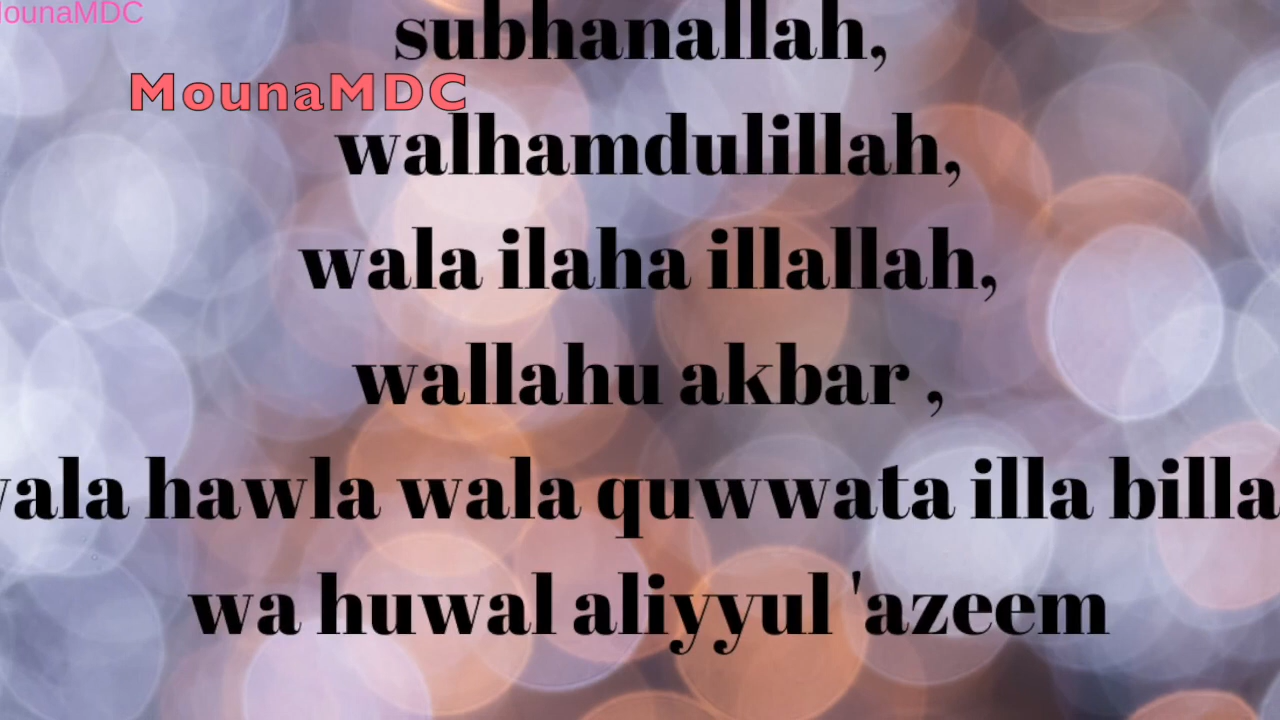 MounaMDC
subhanallah,
MounaMDC
walhamdulillah,
wala ilaha illallah,
wallahu akbar ,
wala hawla wala quwwata illa billa
wa huwal aliyyul 'azeem